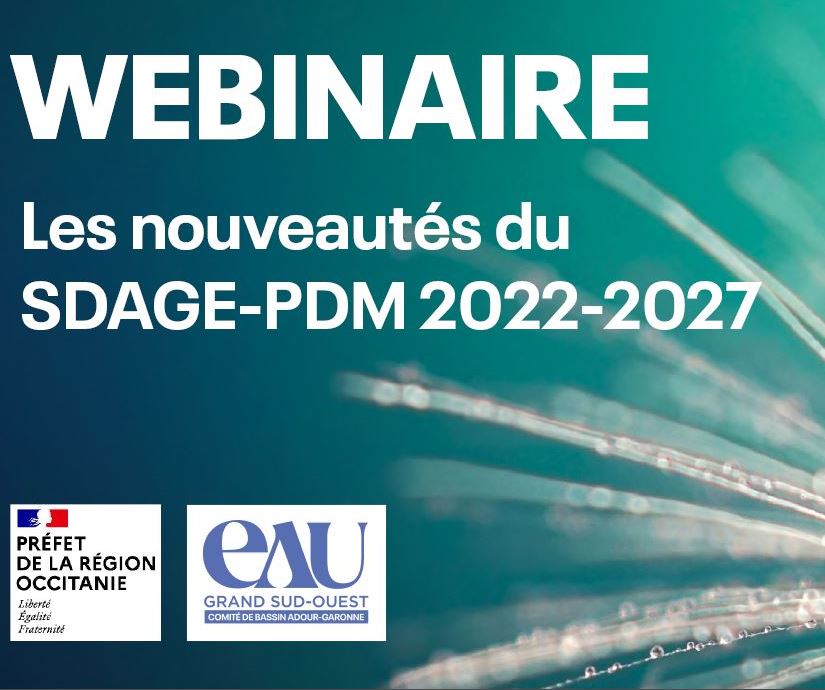 WEBINAIRE
Les nouveautés du
SDAGE-PDM 2022-2027
PRÉFET
DE LA RÉGION
OCCITANIE
Liberté
Égalité
Fraternité
eAU
GRAND SUD-OUEST
COMITÉ DE BASSIN ADOUR-GARONNE